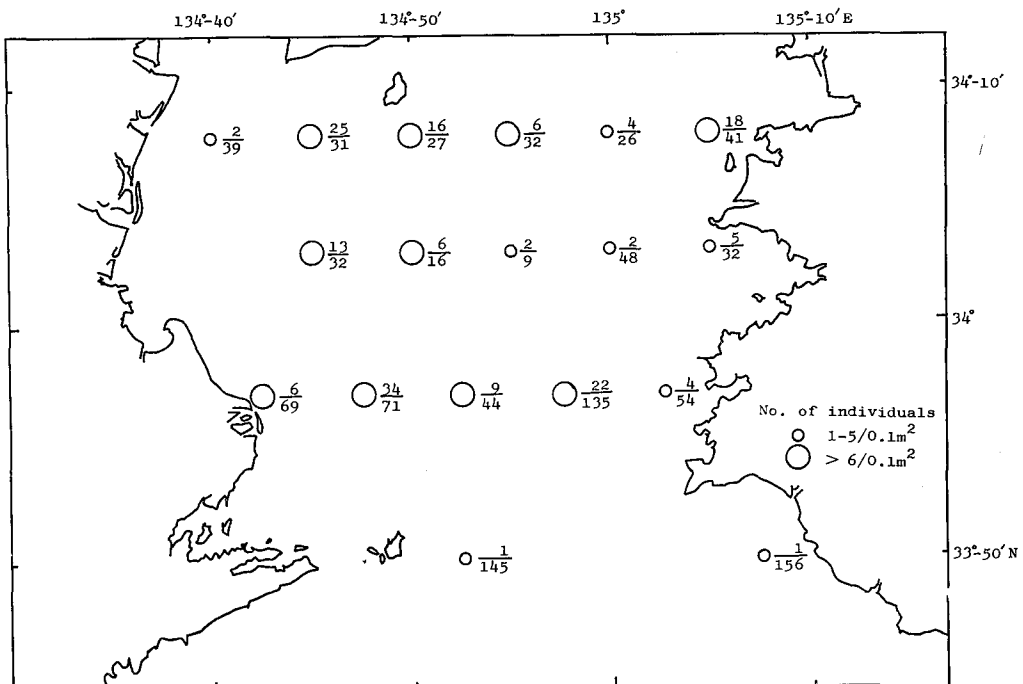 134°-40′ 134°-50′ 135° 135°-10′E
34°-10′
2/39 25/31 16/27 6/32 4/26 18/41
13/32 6/16 2/9 2/48 5/32
34°
6/69 34/71 9/44 22/135 4/54
No. of individuals
1-5/0.1m²
> 6/0.1m²
1/145 1/156
33°-50′N